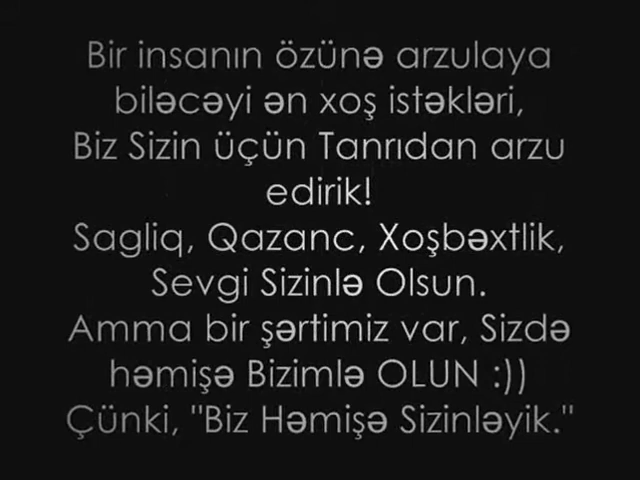 Bir insanın özünə arzulaya
biləcəyi ən xoş istəkləri,
Biz Sizin üçün Tanrıdan arzu
edirik!
Sagliq, Qazanc, Xoşbəxtlik,
Sevgi Sizinlə Olsun.
Amma bir şərtimiz var, Sizdə
həmişə Bizimlə OLUN :))
Çünki, "Biz Həmişə Sizinləyik."